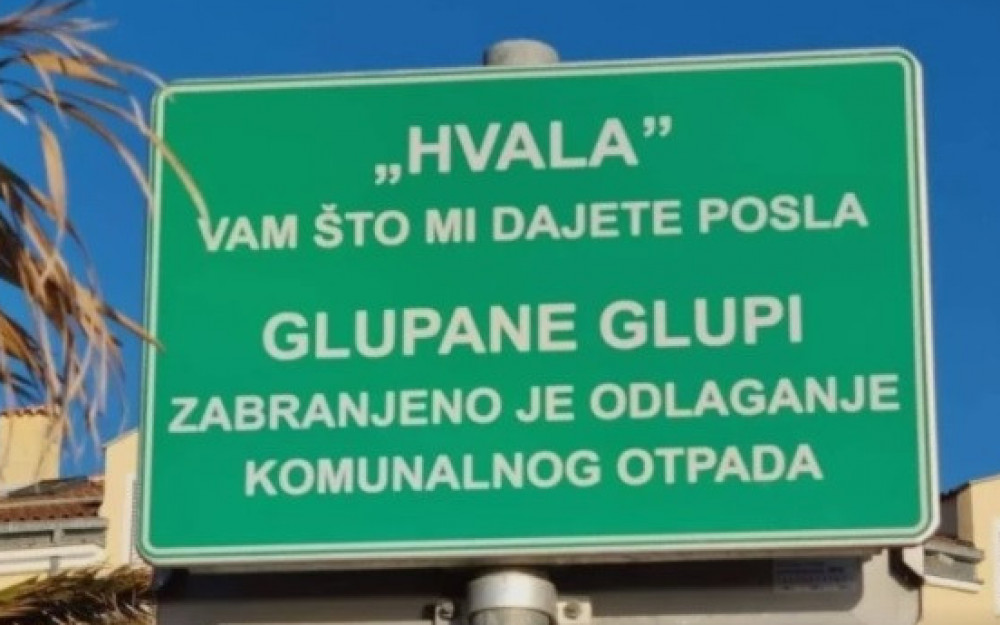 „HVALA”
VAM ŠTO MI DAJETE POSLA
GLUPANE GLUPI
ZABRANJENO JE ODLAGANJE
KOMUNALNOG OTPADA